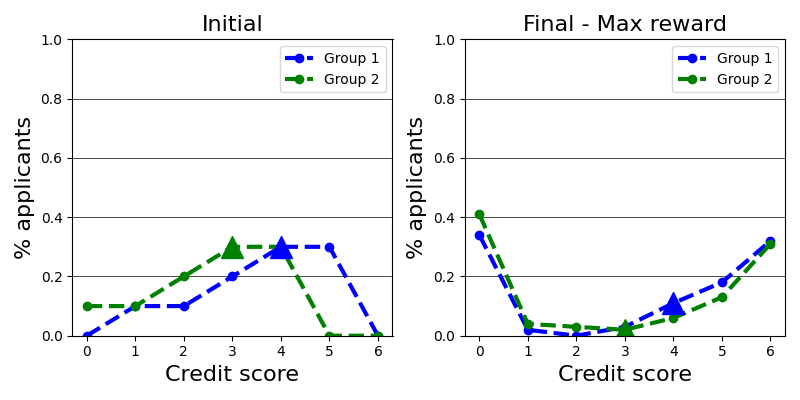 Initial
Final - Max reward
1.0
0.8
0.6
0.4
0.2
0.0
% applicants
Group 1
Group 2
0 1 2 3 4 5 6
Credit score
1.0
0.8
0.6
0.4
0.2
0.0
% applicants
Group 1
Group 2
0 1 2 3 4 5 6
Credit score